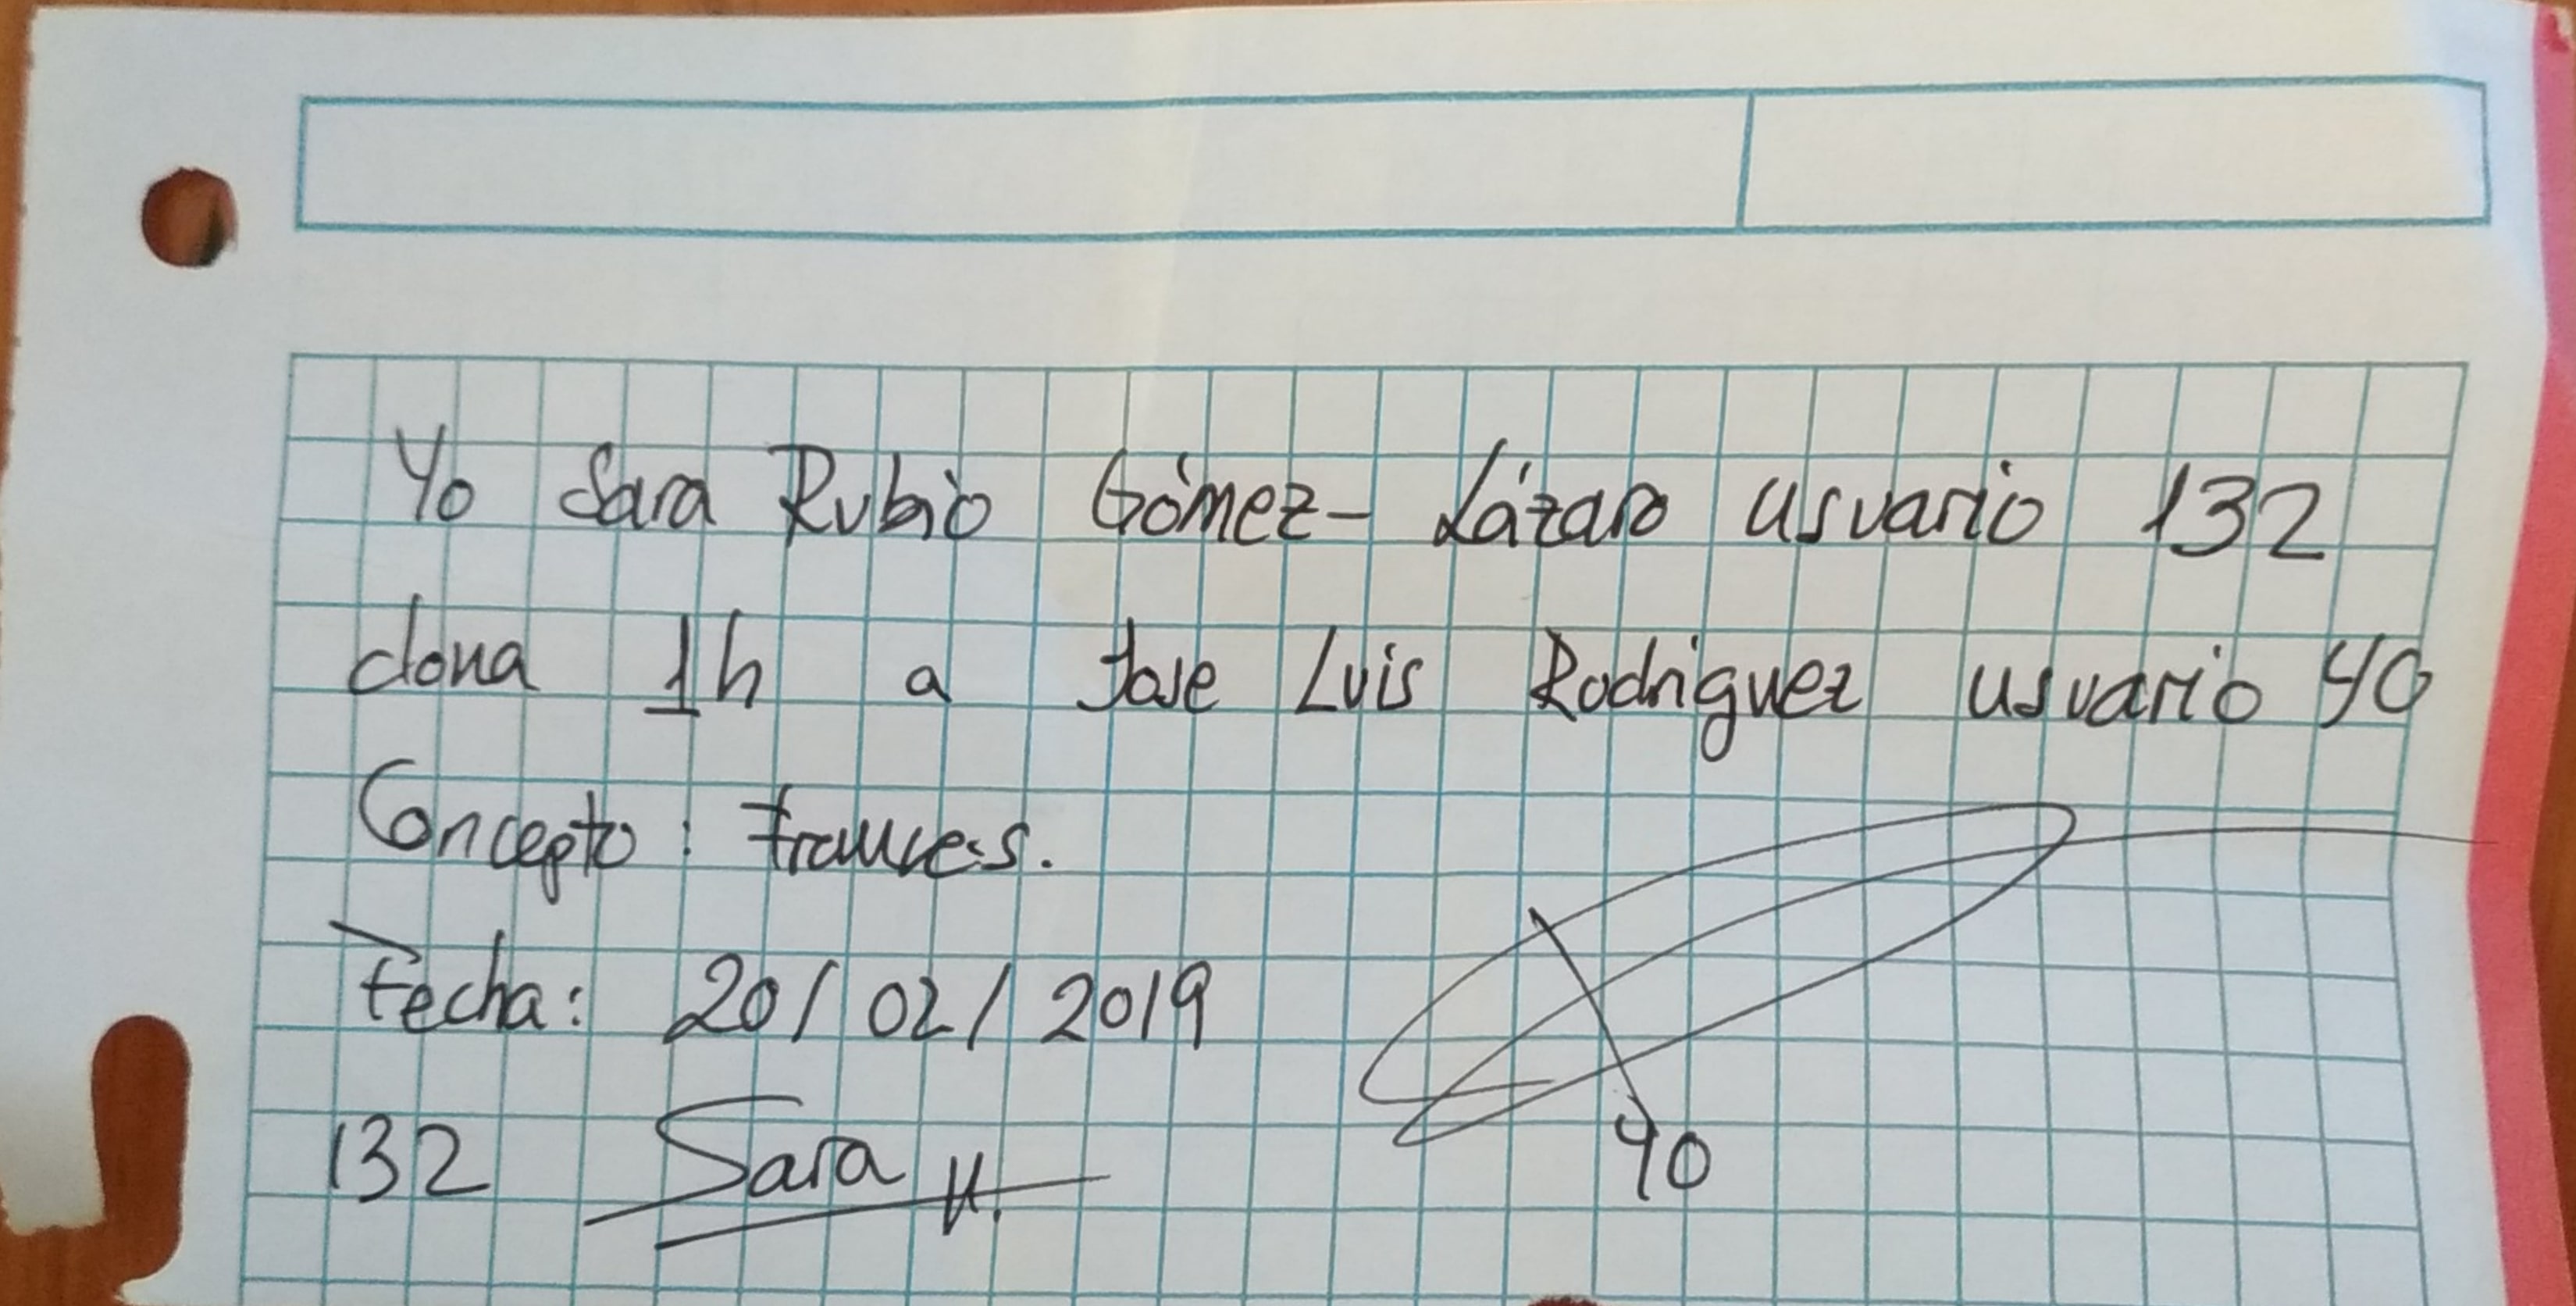 Yo Sara Rubio Gómez-Lázaro usuario 132
dona 1h a Jose Luis Rodriguez usuario 40
Concepto: frances.
Fecha: 20/02/2019
132 Sara
40